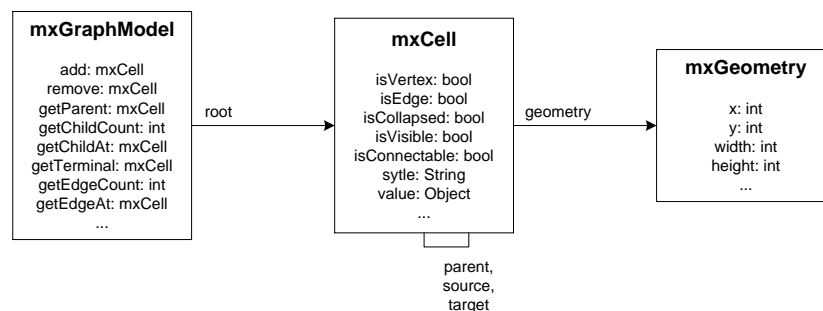 mxGraphModel
add: mxCell
remove: mxCell
getParent: mxCell
getChildCount: int
getChildAt: mxCell
getTerminal: mxCell
getEdgeCount: int
getEdgeAt: mxCell
...
root
mxCell
isVertex: bool
isEdge: bool
isCollapsed: bool
isVisible: bool
isConnectable: bool
sytle: String
value: Object
...
parent,
source,
target
geometry
mxGeometry
x: int
y: int
width: int
height: int
...